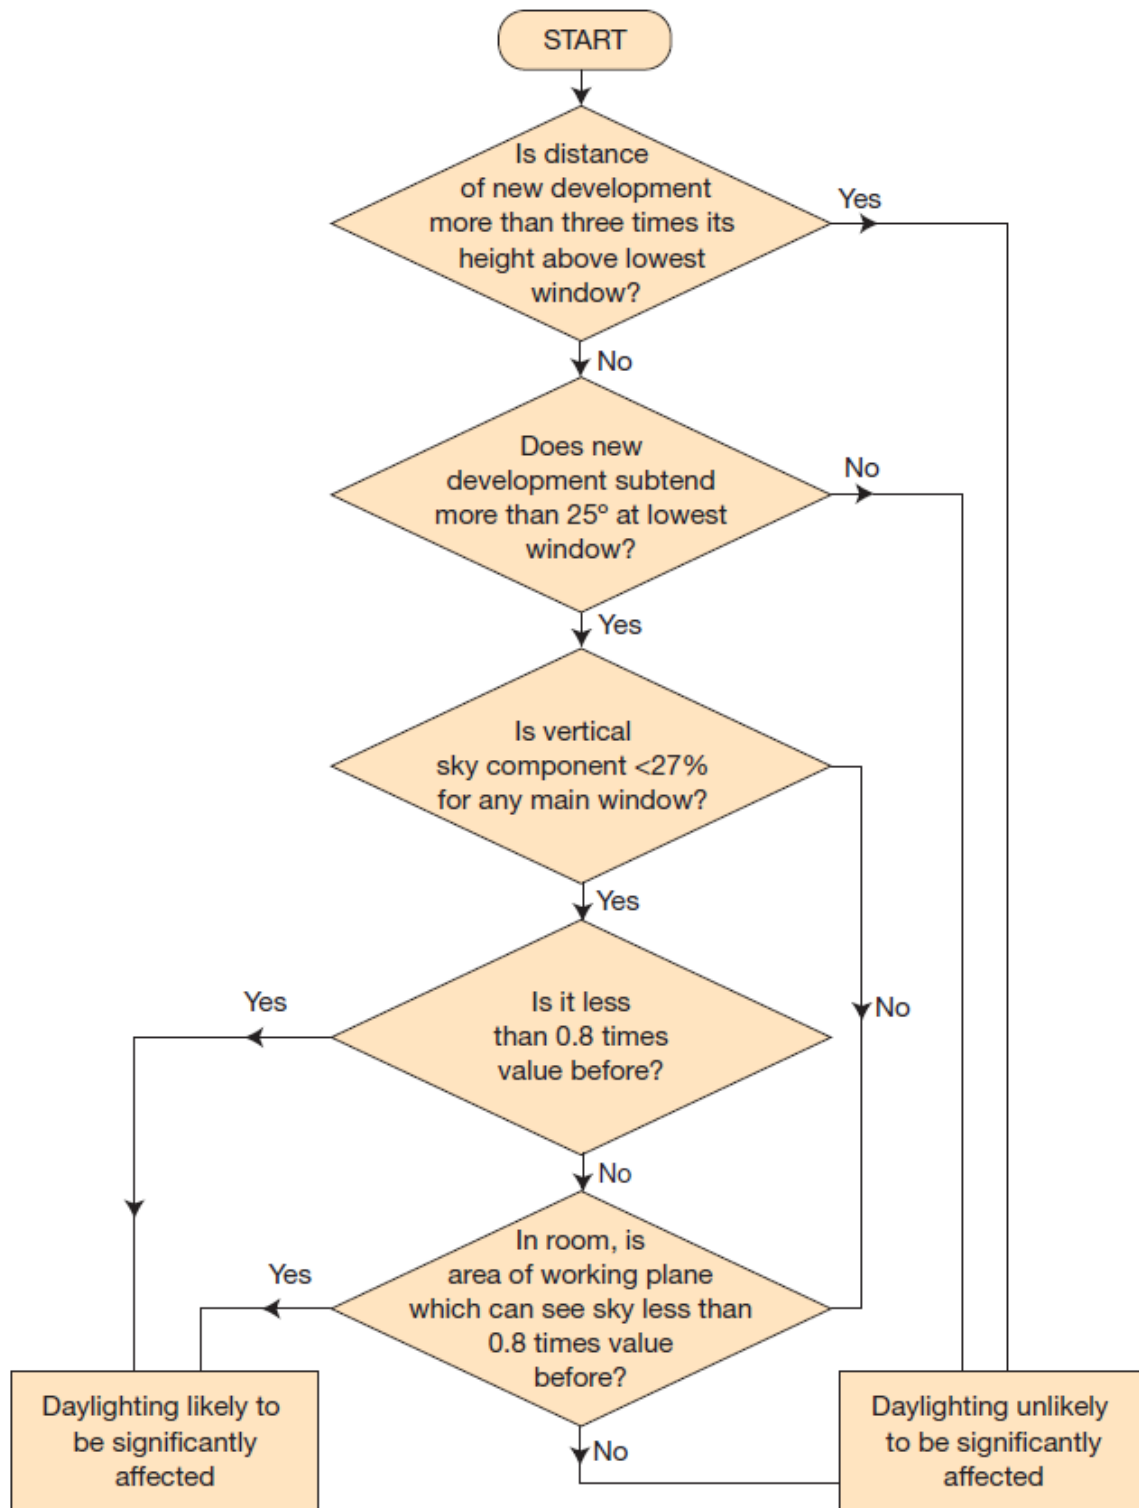 START
Is distance
of new development
more than three times its
height above lowest
window?
Yes
No
Does new
development subtend
more than 25º at lowest
window?
No
Yes
Is vertical
sky component <27%
for any main window?
Yes
No
Is it less
than 0.8 times
value before?
Yes
No
In room, is
area of working plane
which can see sky less than
0.8 times value
before?
Yes
No
Daylighting likely to
be significantly
affected
Daylighting unlikely
to be significantly
affected